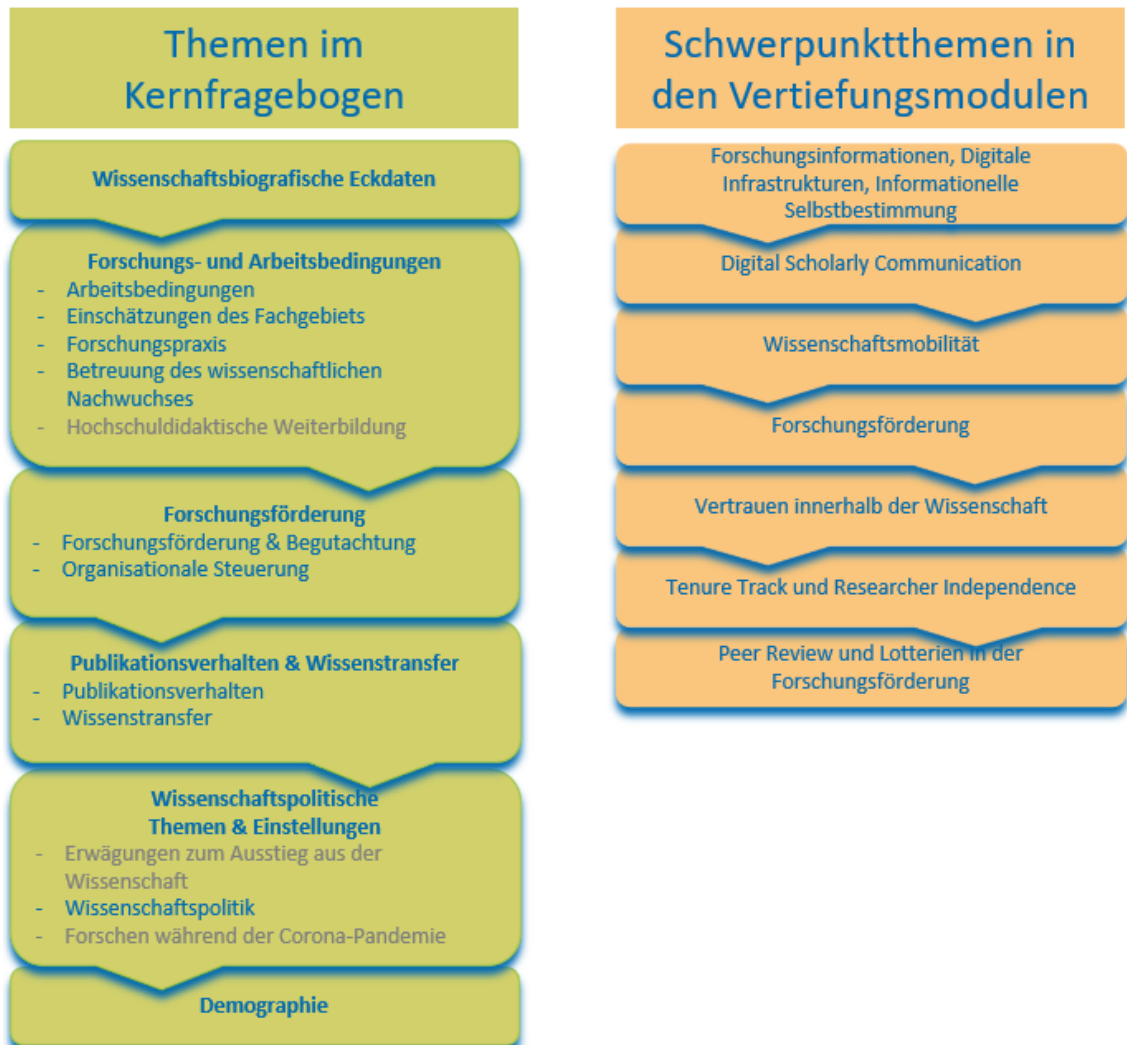 Themen im
Kernfragebogen
Wissenschaftsbiografische Eckdaten
Forschungs- und Arbeitsbedingungen
- Arbeitsbedingungen
- Einschätzungen des Fachgebiets
- Forschungspraxis
- Betreuung des wissenschaftlichen
Nachwuchses
- Hochschuldidaktische Weiterbildung
Forschungsförderung
- Forschungsförderung & Begutachtung
- Organisationale Steuerung
Publikationsverhalten & Wissenstransfer
- Publikationsverhalten
- Wissenstransfer
Wissenschaftspolitische
Themen & Einstellungen
- Erwägungen zum Ausstieg aus der
Wissenschaft
- Wissenschaftspolitik
- Forschen während der Corona-Pandemie
Demographie
Schwerpunktthemen in
den Vertiefungsmodulen
Forschungsinformationen, Digitale
Infrastrukturen, Informationelle
Selbstbestimmung
Digital Scholarly Communication
Wissenschaftsmobilität
Forschungsförderung
Vertrauen innerhalb der Wissenschaft
Tenure Track und Researcher Independence
Peer Review und Lotterien in der
Forschungsförderung